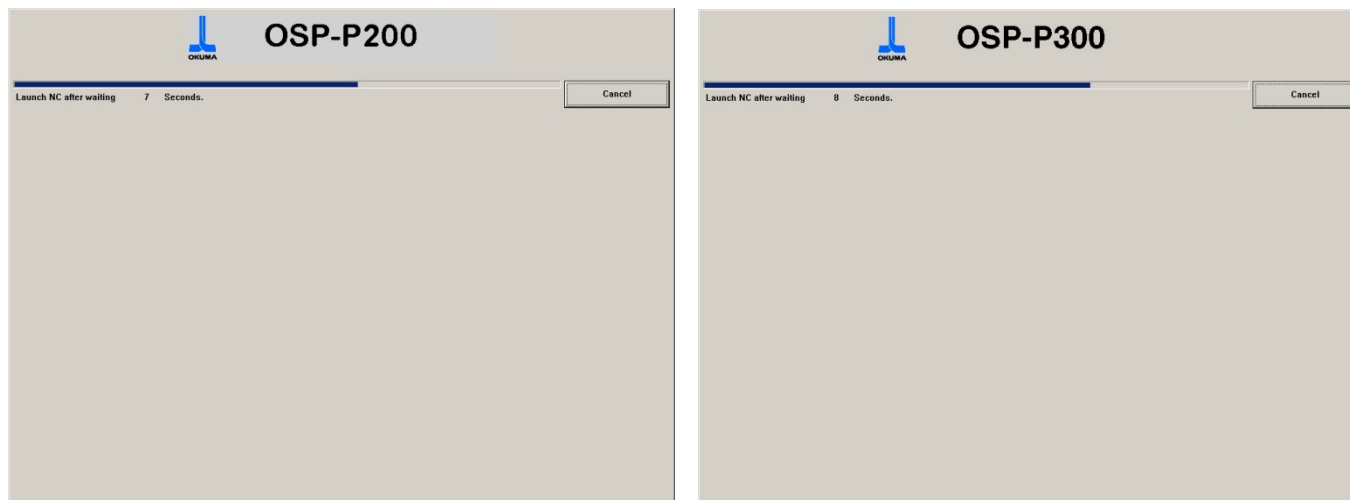 OSP-P200
OKUMA
Launch NC after waiting 7 Seconds.
Cancel
OSP-P300
OKUMA
Launch NC after waiting 8 Seconds.
Cancel